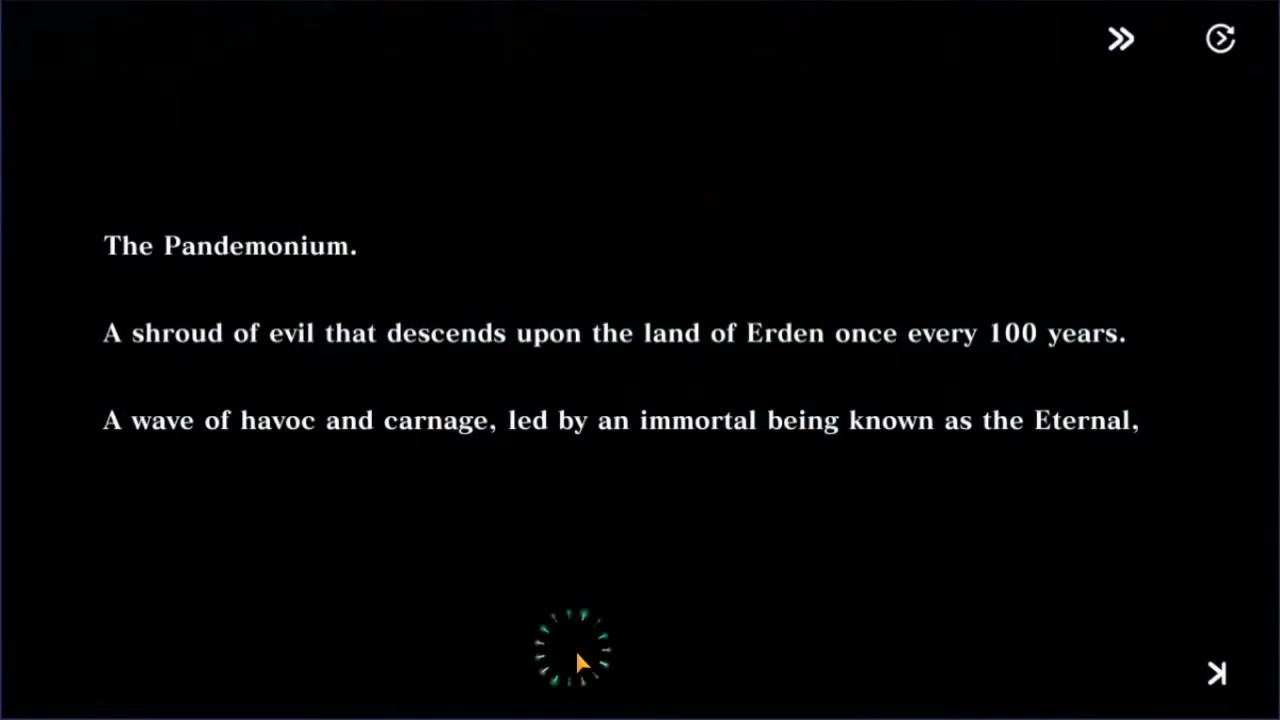 The Pandemonium.
A shroud of evil that descends upon the land of Erden once every 100 years.
A wave of havoc and carnage, led by an immortal being known as the Eternal,